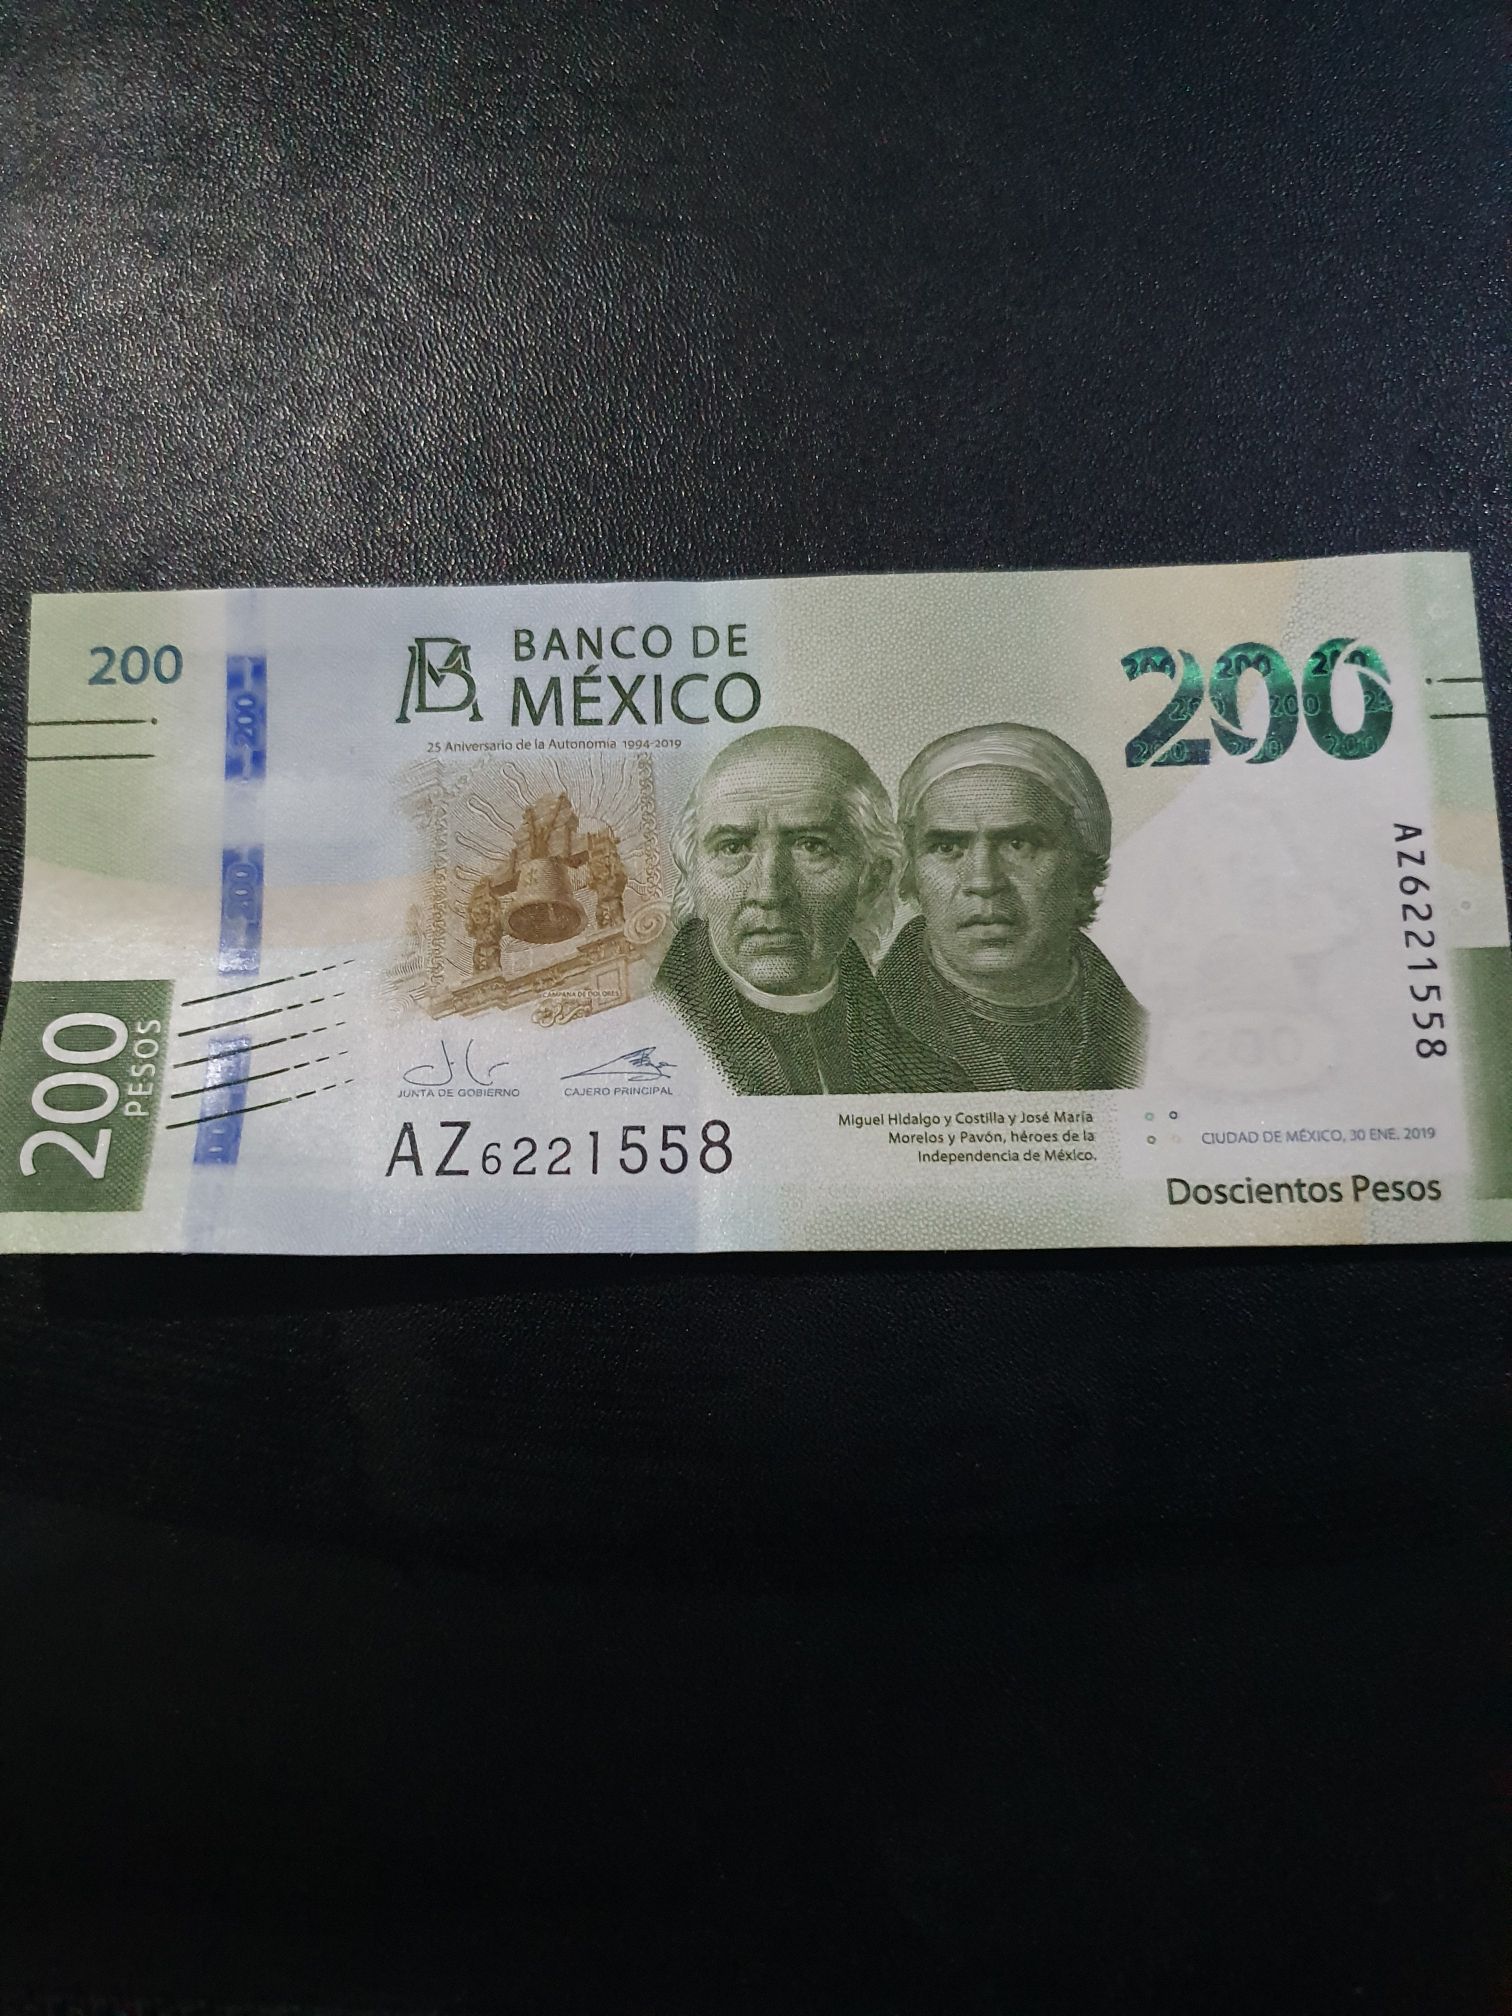 200
BANCO DE
MÉXICO
25 Aniversario de la Autonomía 1994-2019
200
200
CAMPANA DE DOLORES
200
PESOS
JUNTA DE GOBIERNO
CAJERO PRINCIPAL
AZ6221558
AZ6221558
Miguel Hidalgo y Costilla y José María
Morelos y Pavón, héroes de la
Independencia de México.
CIUDAD DE MÉXICO, 30 ENE. 2019
Doscientos Pesos